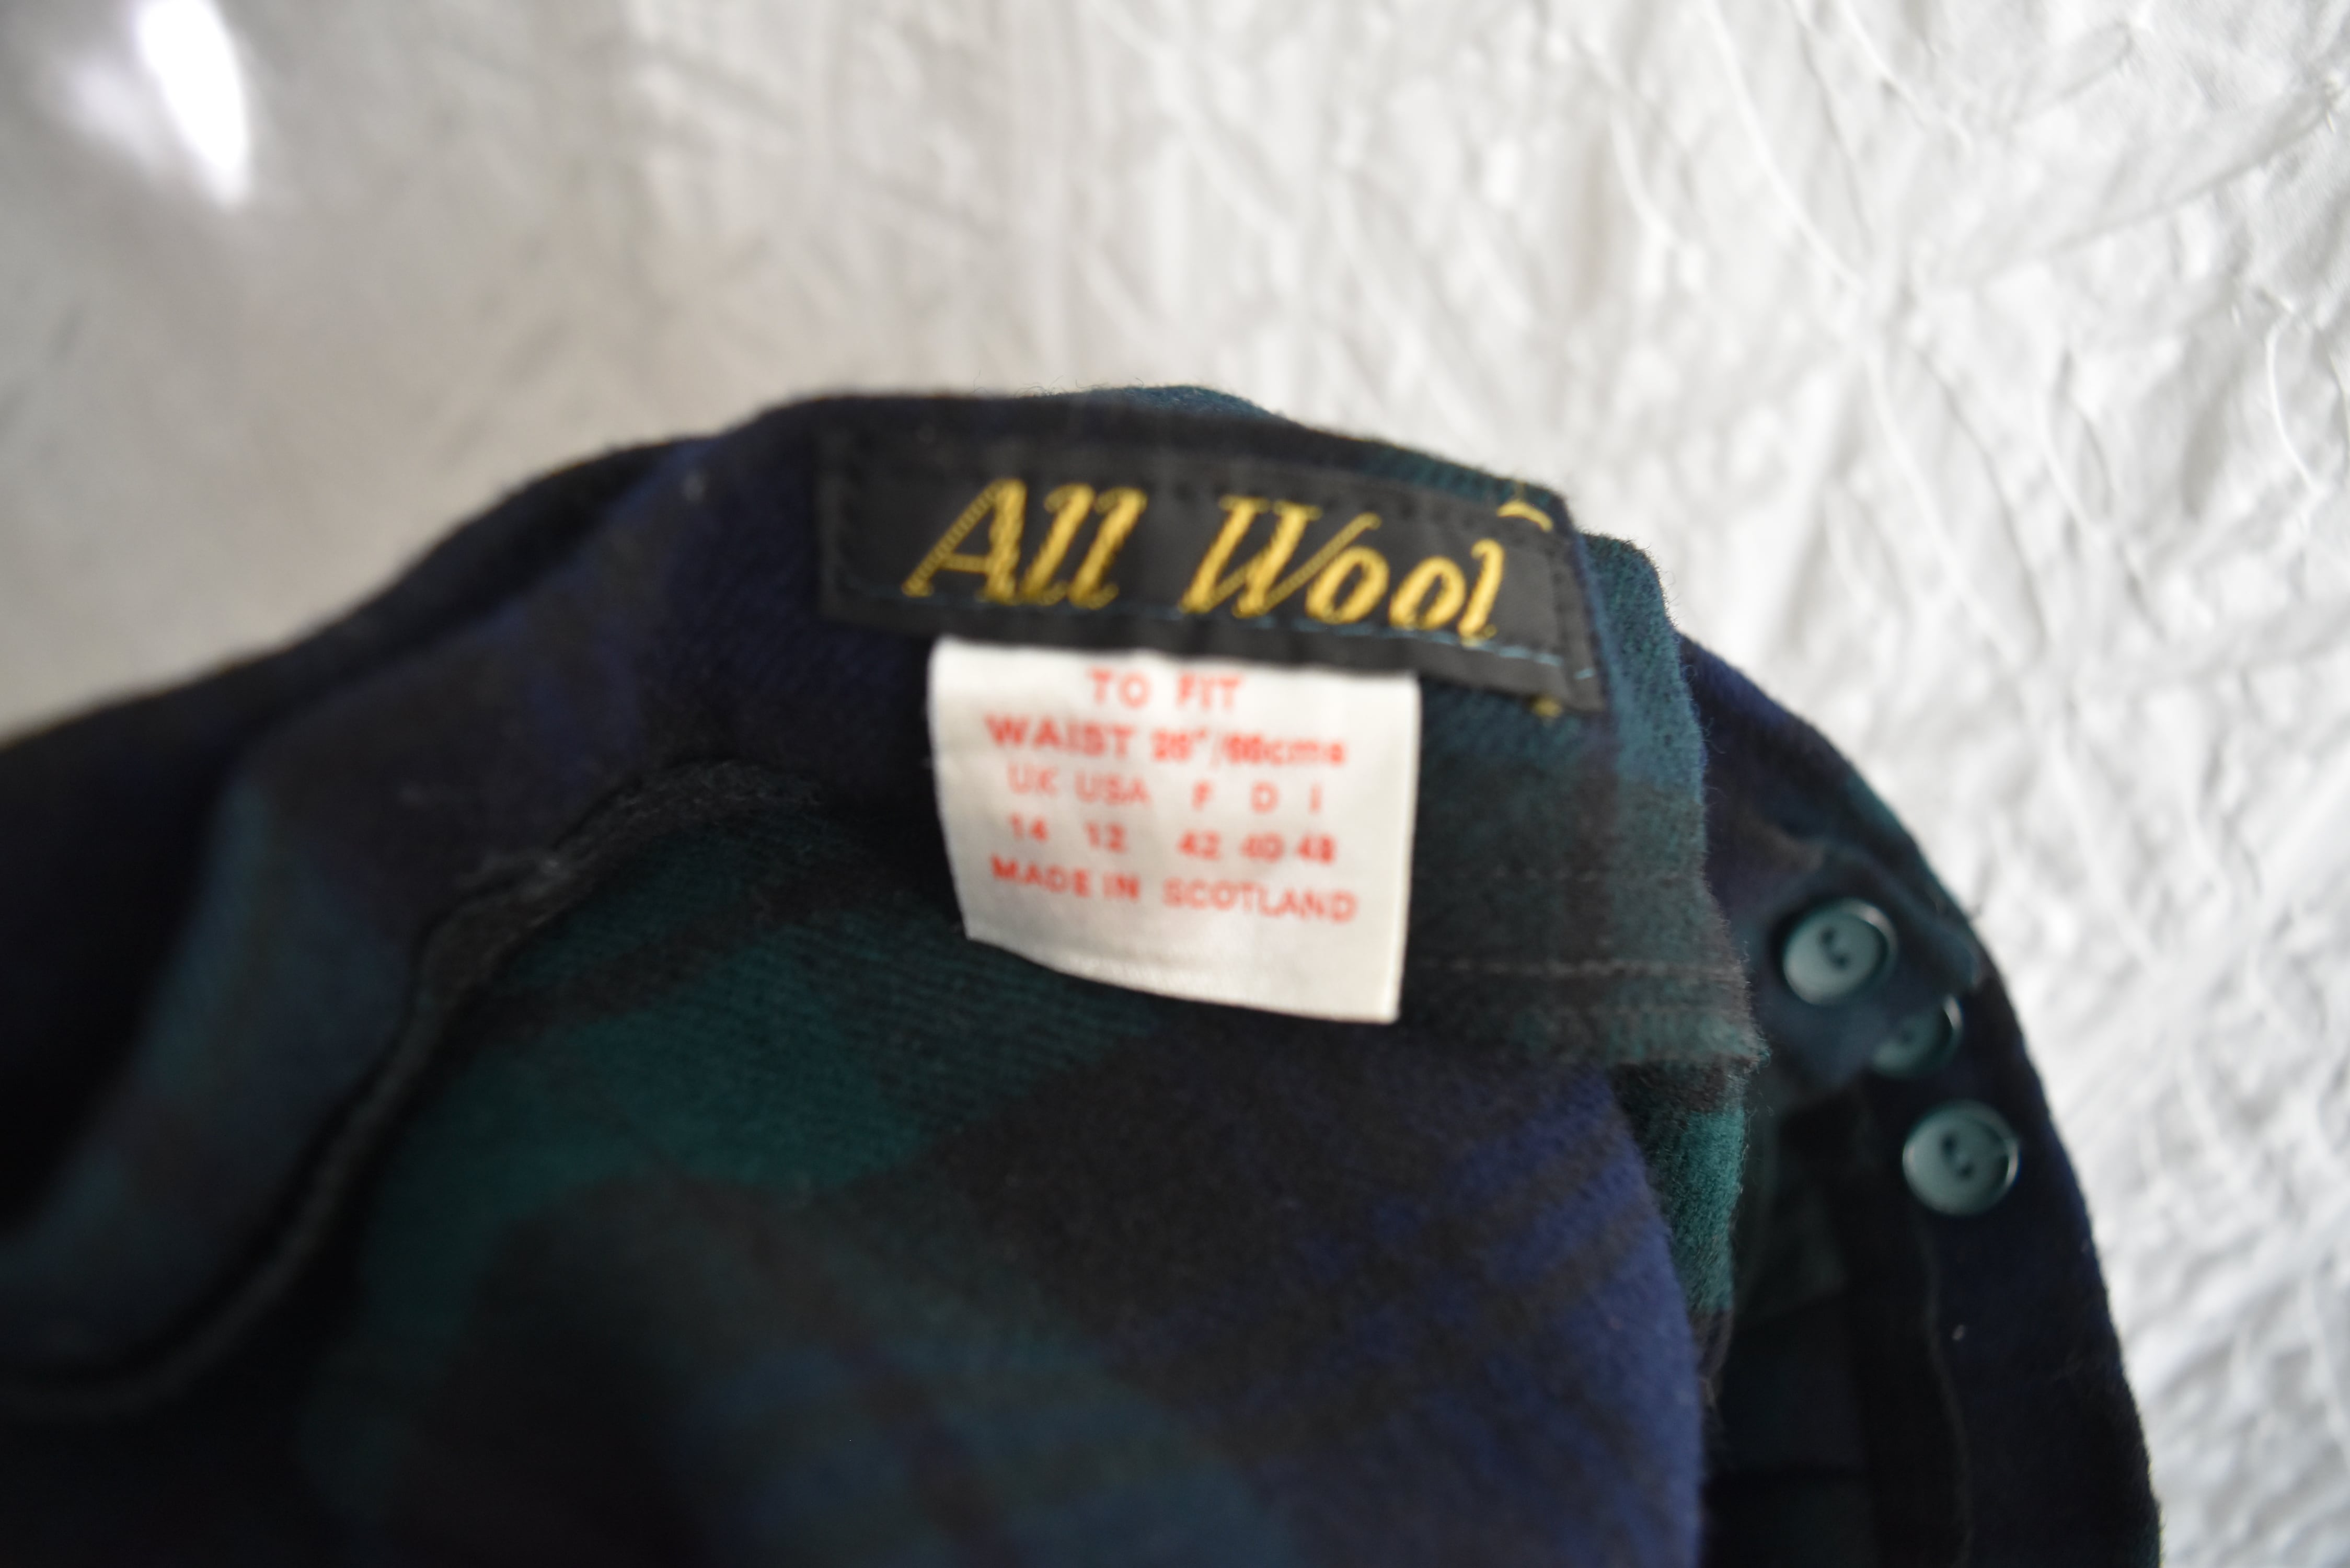 All Wool
TO FIT
WAIST
UK USA F D I
14 12 42 40 48
MADE IN SCOTLAND